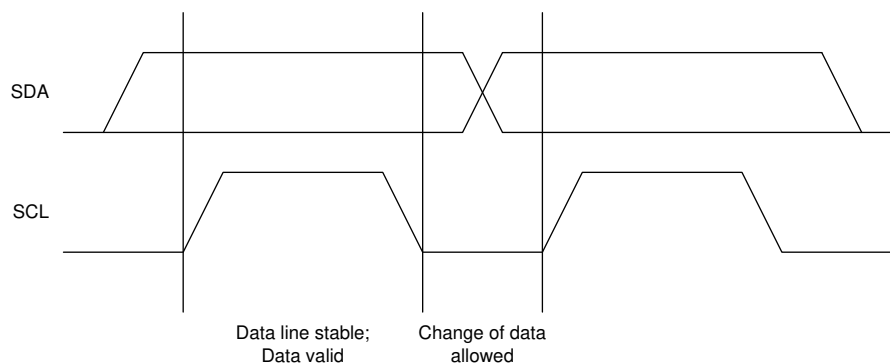 SDA
SCL
Data line stable;
Data valid
Change of data
allowed